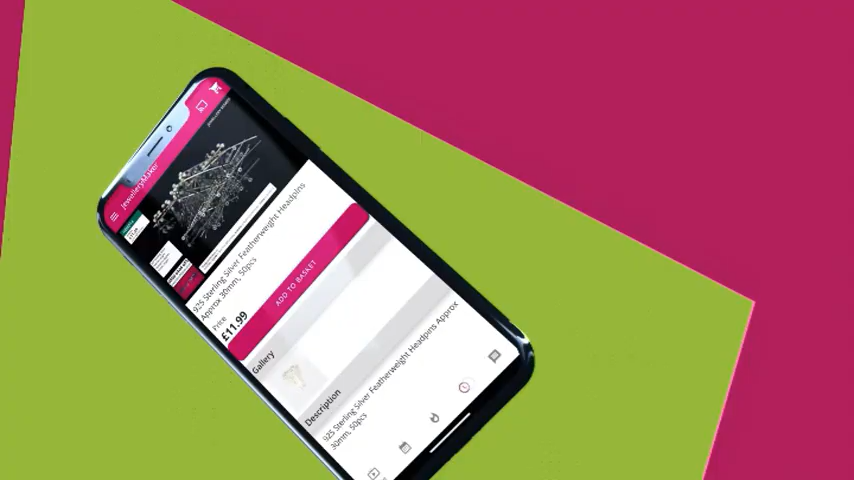 JewelleryMaker
925 Sterling Silver Featherweight Headpins
Approx 30mm, 50pcs
Price
£11.99
ADD TO BASKET
Gallery
Description
925 Sterling Silver Featherweight Headpins Approx
30mm, 50pcs